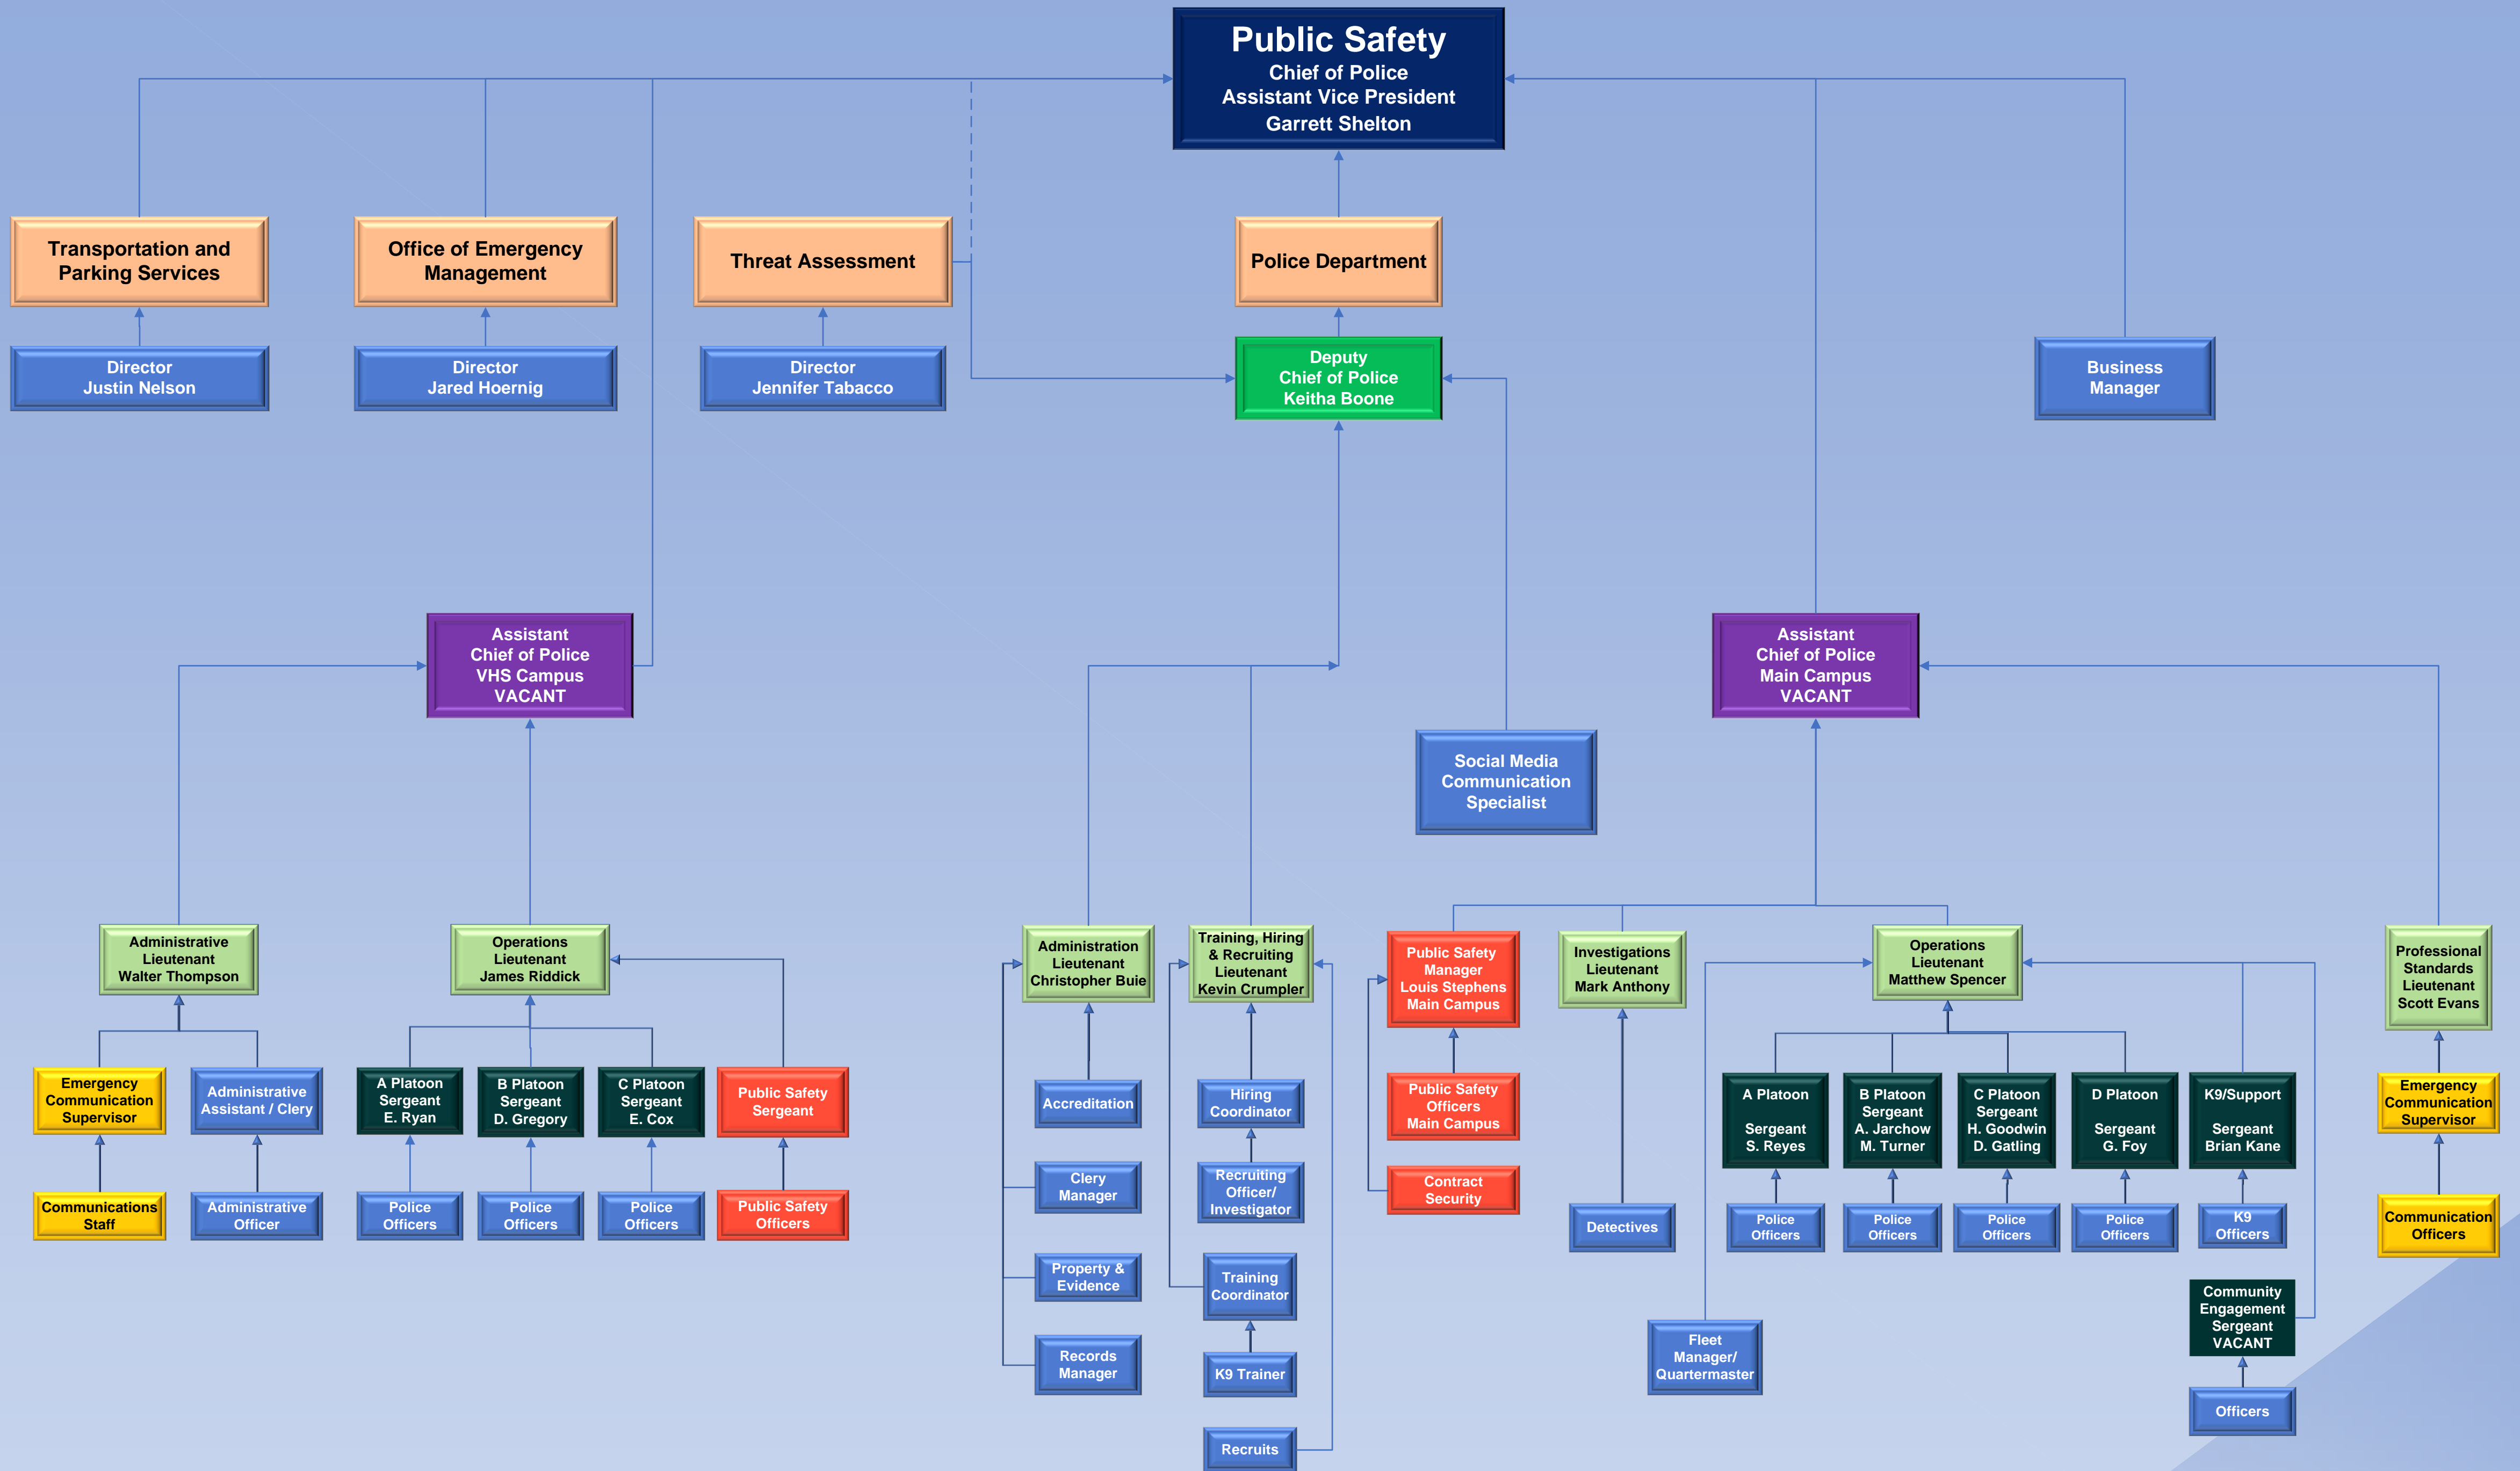 Public Safety
Chief of Police
Assistant Vice President
Garrett Shelton
Transportation and
Parking Services
Office of Emergency
Management
Threat Assessment
Police Department
Director
Justin Nelson
Director
Jared Hoernig
Director
Jennifer Tabacco
Deputy
Chief of Police
Keitha Boone
Business
Manager
Assistant
Chief of Police
VHS Campus
VACANT
Assistant
Chief of Police
Main Campus
VACANT
Social Media
Communication
Specialist
Administrative
Lieutenant
Walter Thompson
Operations
Lieutenant
James Riddick
Administration
Lieutenant
Christopher Buie
Training, Hiring
& Recruiting
Lieutenant
Kevin Crumpler
Public Safety
Manager
Louis Stephens
Main Campus
Investigations
Lieutenant
Mark Anthony
Operations
Lieutenant
Matthew Spencer
Professional
Standards
Lieutenant
Scott Evans
Emergency
Communication
Supervisor
Administrative
Assistant / Clery
A Platoon
Sergeant
E. Ryan
B Platoon
Sergeant
D. Gregory
C Platoon
Sergeant
E. Cox
Public Safety
Sergeant
Accreditation
Hiring
Coordinator
Public Safety
Officers
Main Campus
A Platoon
Sergeant
S. Reyes
B Platoon
Sergeant
A. Jarchow
M. Turner
C Platoon
Sergeant
H. Goodwin
D. Gatling
D Platoon
Sergeant
G. Foy
K9/Support
Sergeant
Brian Kane
Emergency
Communication
Supervisor
Communications
Staff
Administrative
Officer
Police
Officers
Police
Officers
Police
Officers
Public Safety
Officers
Clery
Manager
Recruiting
Officer/
Investigator
Contract
Security
Detectives
Police
Officers
Police
Officers
Police
Officers
Police
Officers
K9
Officers
Communication
Officers
Property &
Evidence
Training
Coordinator
Community
Engagement
Sergeant
VACANT
Records
Manager
K9 Trainer
Fleet
Manager/
Quartermaster
Officers
Recruits